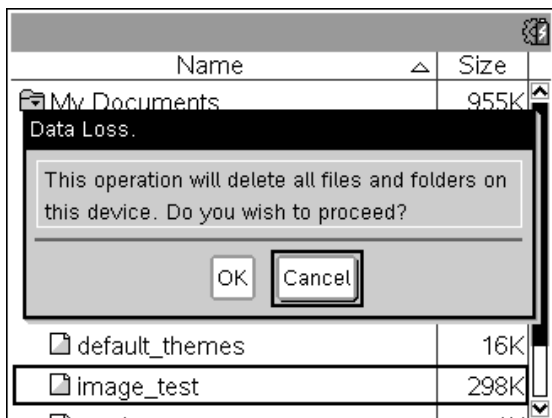 Name Size
My Documents 955K
Data Loss.
This operation will delete all files and folders on
this device. Do you wish to proceed?
OK Cancel
default_themes 16K
image_test 298K